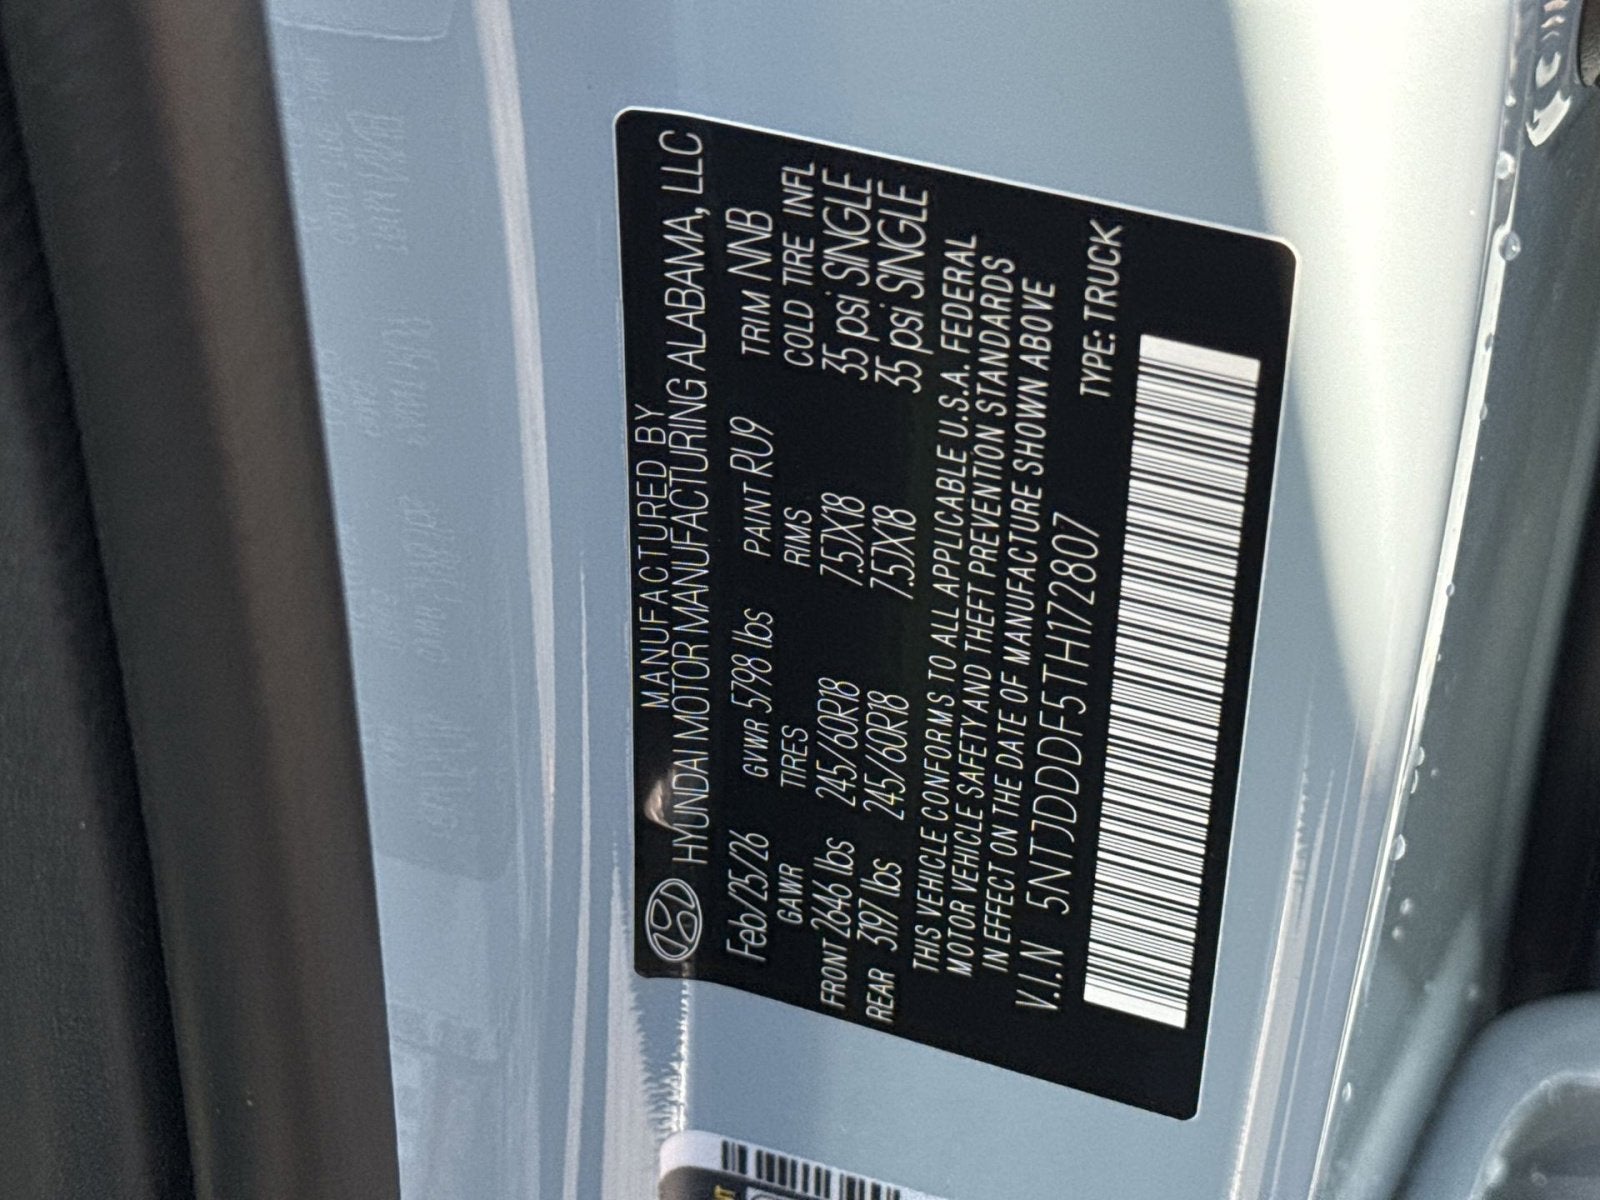 MANUFACTURED BY
HYUNDAI MOTOR MANUFACTURING ALABAMA, LLC
Feb/25/26 GVWR 5798 lbs PAINT RU9 TRIM NNB
GAWR TIRES RIMS COLD TIRE INFL
FRONT 2646 lbs 245/60R18 7.5JX18 35 psi SINGLE
REAR 3197 lbs 245/60R18 7.5JX18 35 psi SINGLE
THIS VEHICLE CONFORMS TO ALL APPLICABLE U.S.A. FEDERAL
MOTOR VEHICLE SAFETY AND THEFT PREVENTION STANDARDS
IN EFFECT ON THE DATE OF MANUFACTURE SHOWN ABOVE
V.I.N 5NTJDDDF5TH172807 TYPE: TRUCK